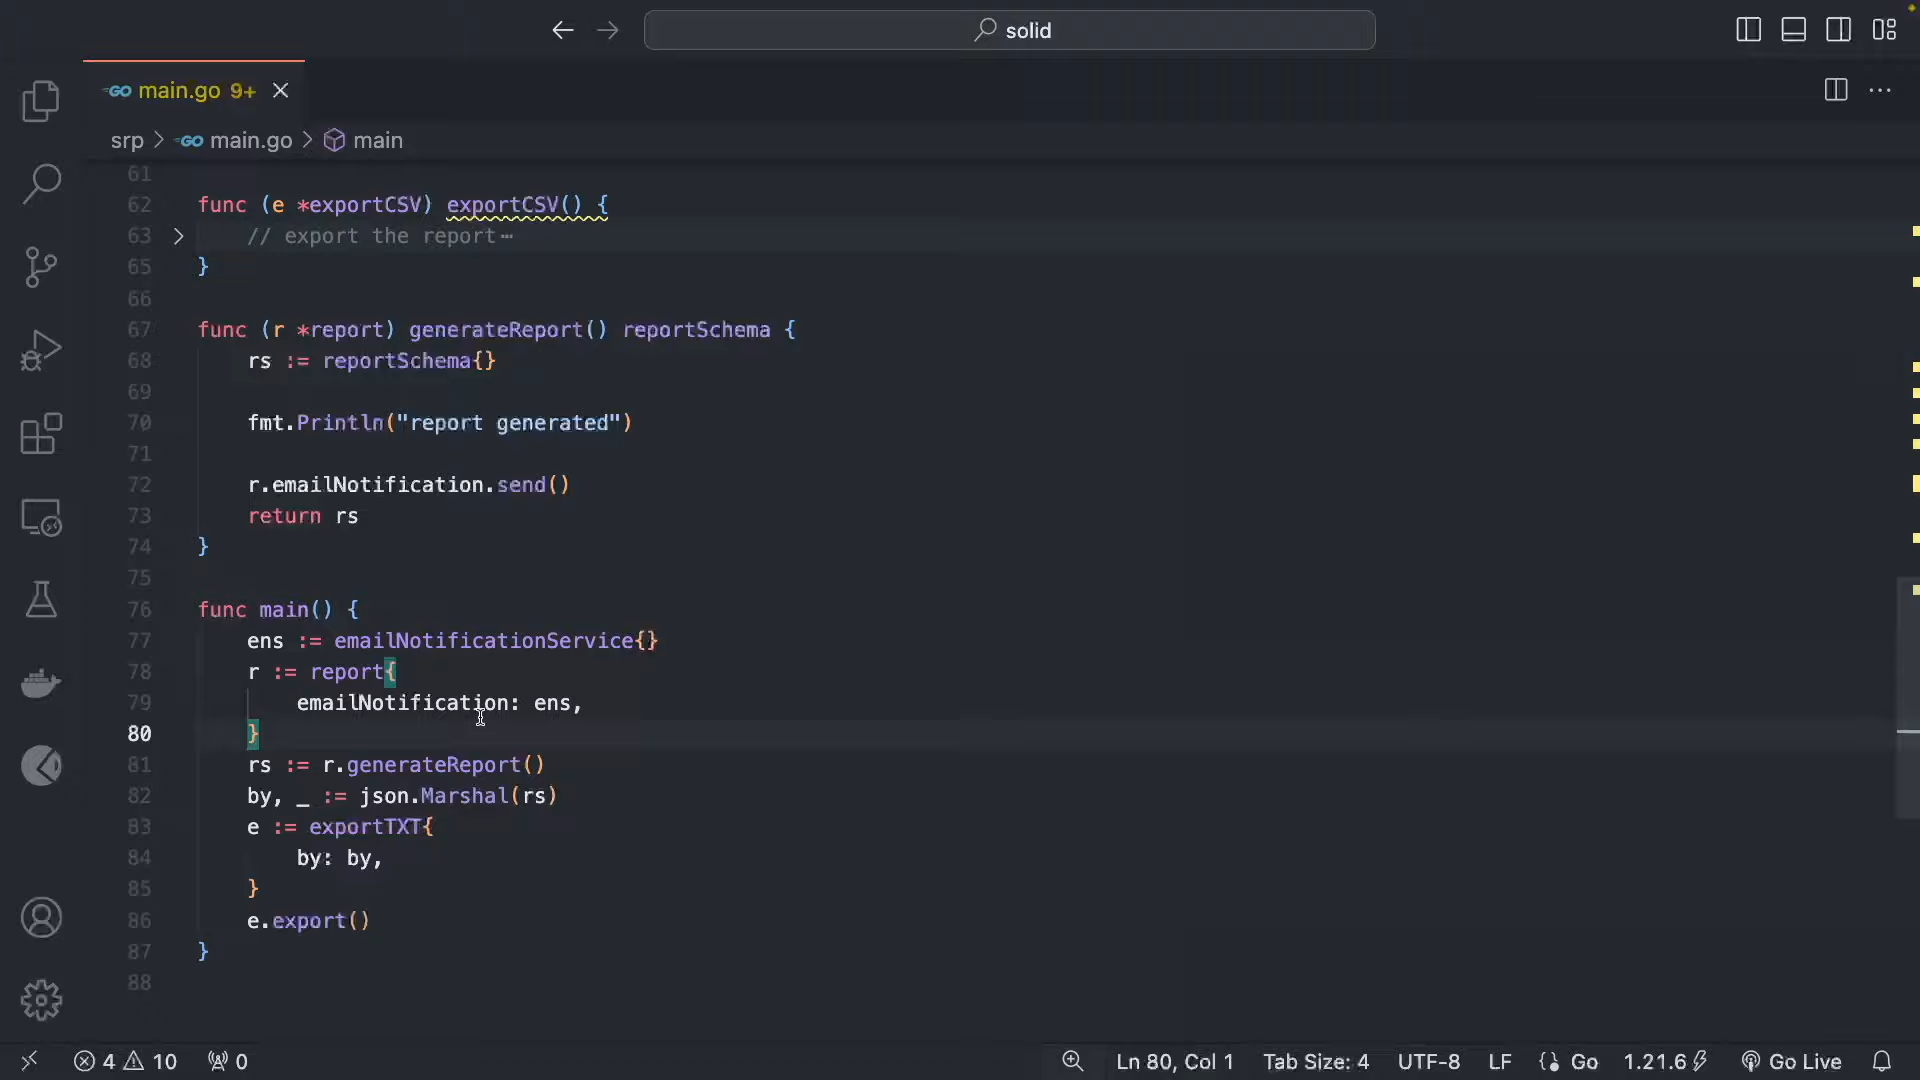 solid
GO main.go 9+
srp > GO main.go > main
61
62 func (e *exportCSV) exportCSV() {
63 // export the report⋯
65 }
66
67 func (r *report) generateReport() reportSchema {
68 rs := reportSchema{}
69
70 fmt.Println("report generated")
71
72 r.emailNotification.send()
73 return rs
74 }
75
76 func main() {
77 ens := emailNotificationService{}
78 r := report{
79 emailNotification: ens,
80 }
81 rs := r.generateReport()
82 by, _ := json.Marshal(rs)
83 e := exportTXT{
84 by: by,
85 }
86 e.export()
87 }
88
4 10 0 Ln 80, Col 1 Tab Size: 4 UTF-8 LF {} Go 1.21.6 Go Live